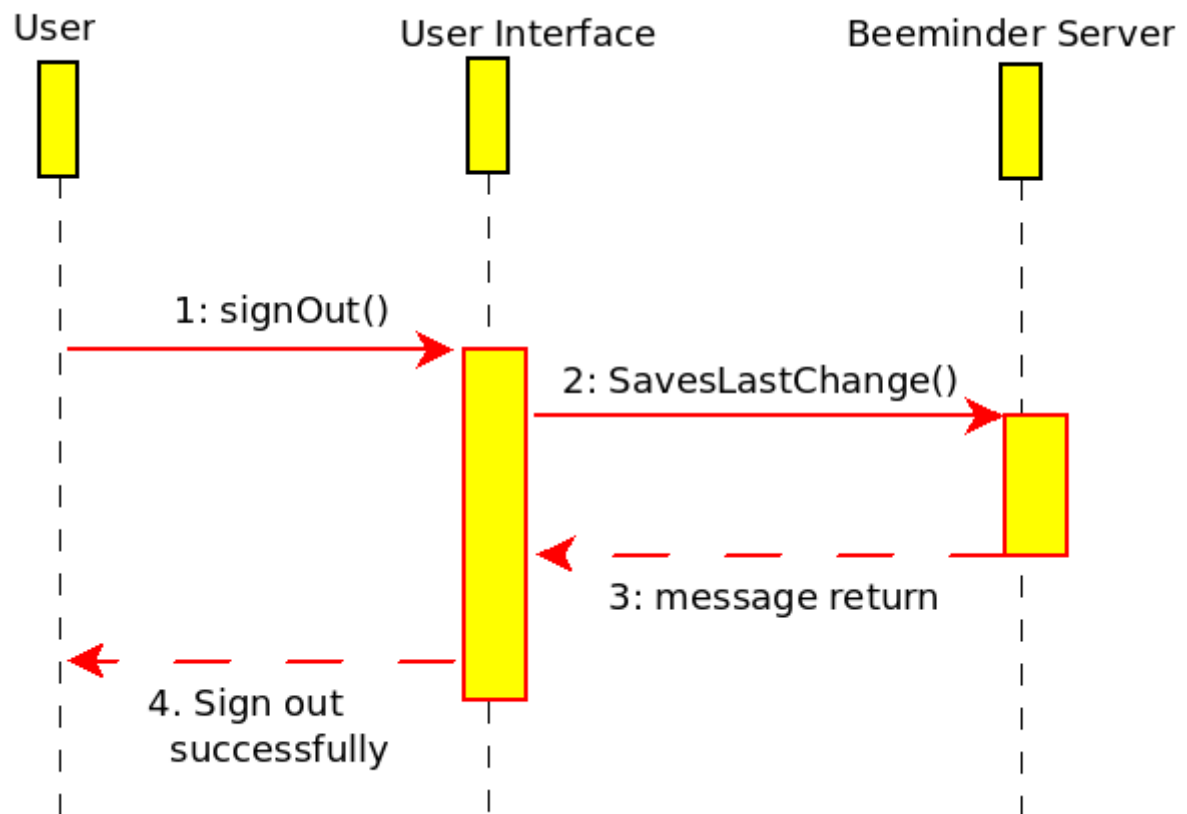 User
User Interface
Beeminder Server
1: signOut()
2: SavesLastChange()
3: message return
4. Sign out
successfully